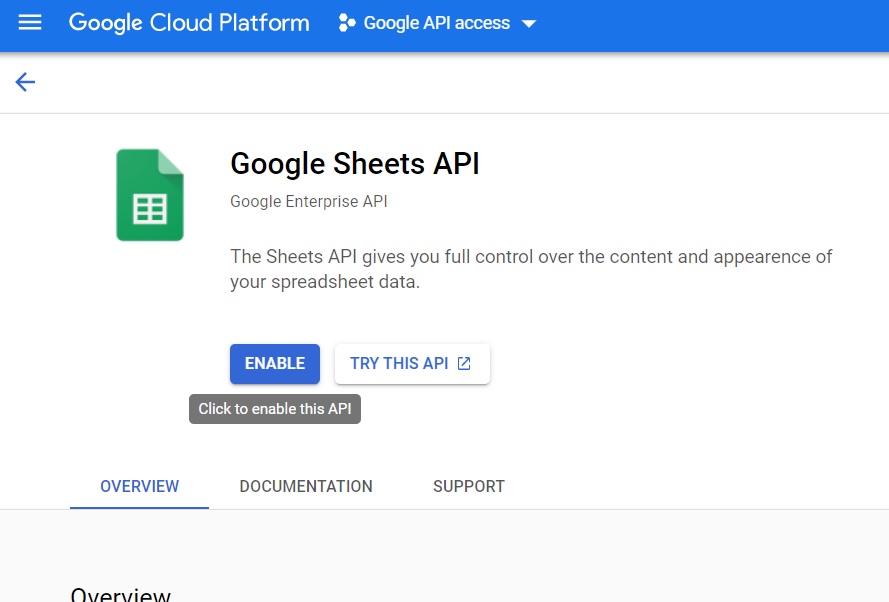 Google Cloud Platform
Google API access
Google Sheets API
Google Enterprise API
The Sheets API gives you full control over the content and appearence of
your spreadsheet data.
ENABLE
TRY THIS API
Click to enable this API
OVERVIEW
DOCUMENTATION
SUPPORT
Overview